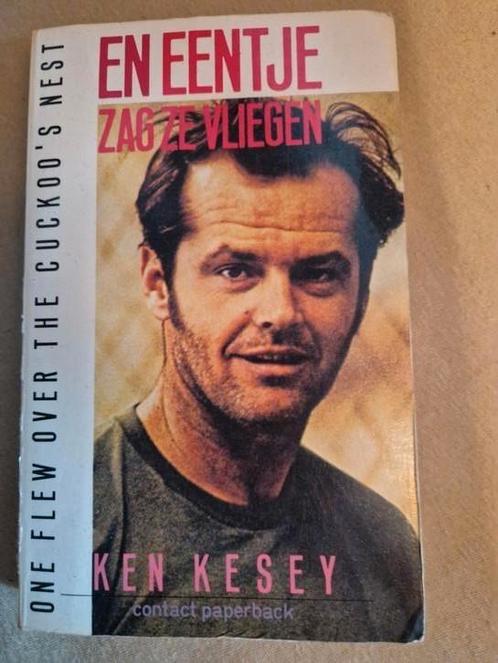 EN EENTJE
ZAG ZE VLIEGEN
ONE FLEW OVER THE CUCKOO'S NEST
KEN KESEY
contact paperback